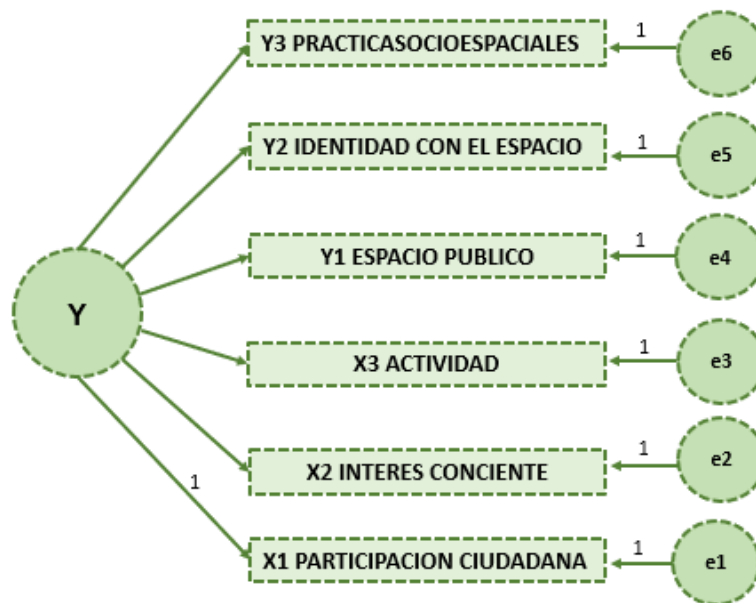 1
Y3 PRACTICASOCIOESPACIALES
e6
1
Y2 IDENTIDAD CON EL ESPACIO
e5
1
Y1 ESPACIO PUBLICO
e4
Y
1
X3 ACTIVIDAD
e3
1
X2 INTERES CONCIENTE
e2
1
1
X1 PARTICIPACION CIUDADANA
e1